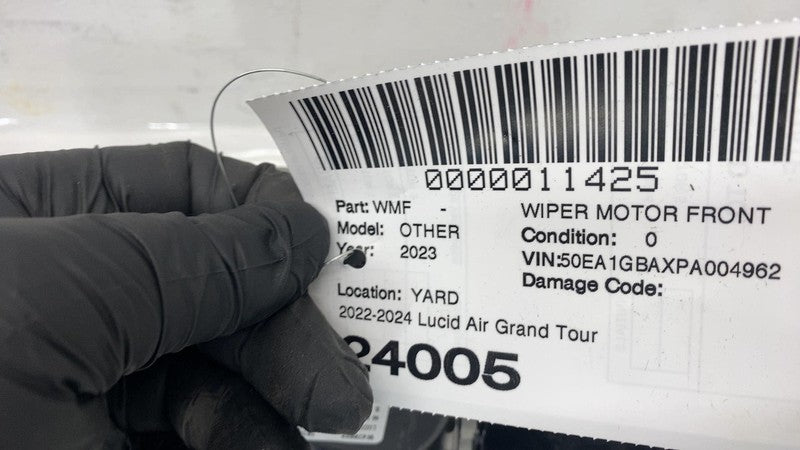 0000011425
Part: WMF - WIPER MOTOR FRONT
Model: OTHER Condition: 0
Year: 2023 VIN:50EA1GBAXPA004962
Damage Code:
Location: YARD
2022-2024 Lucid Air Grand Tour
24005